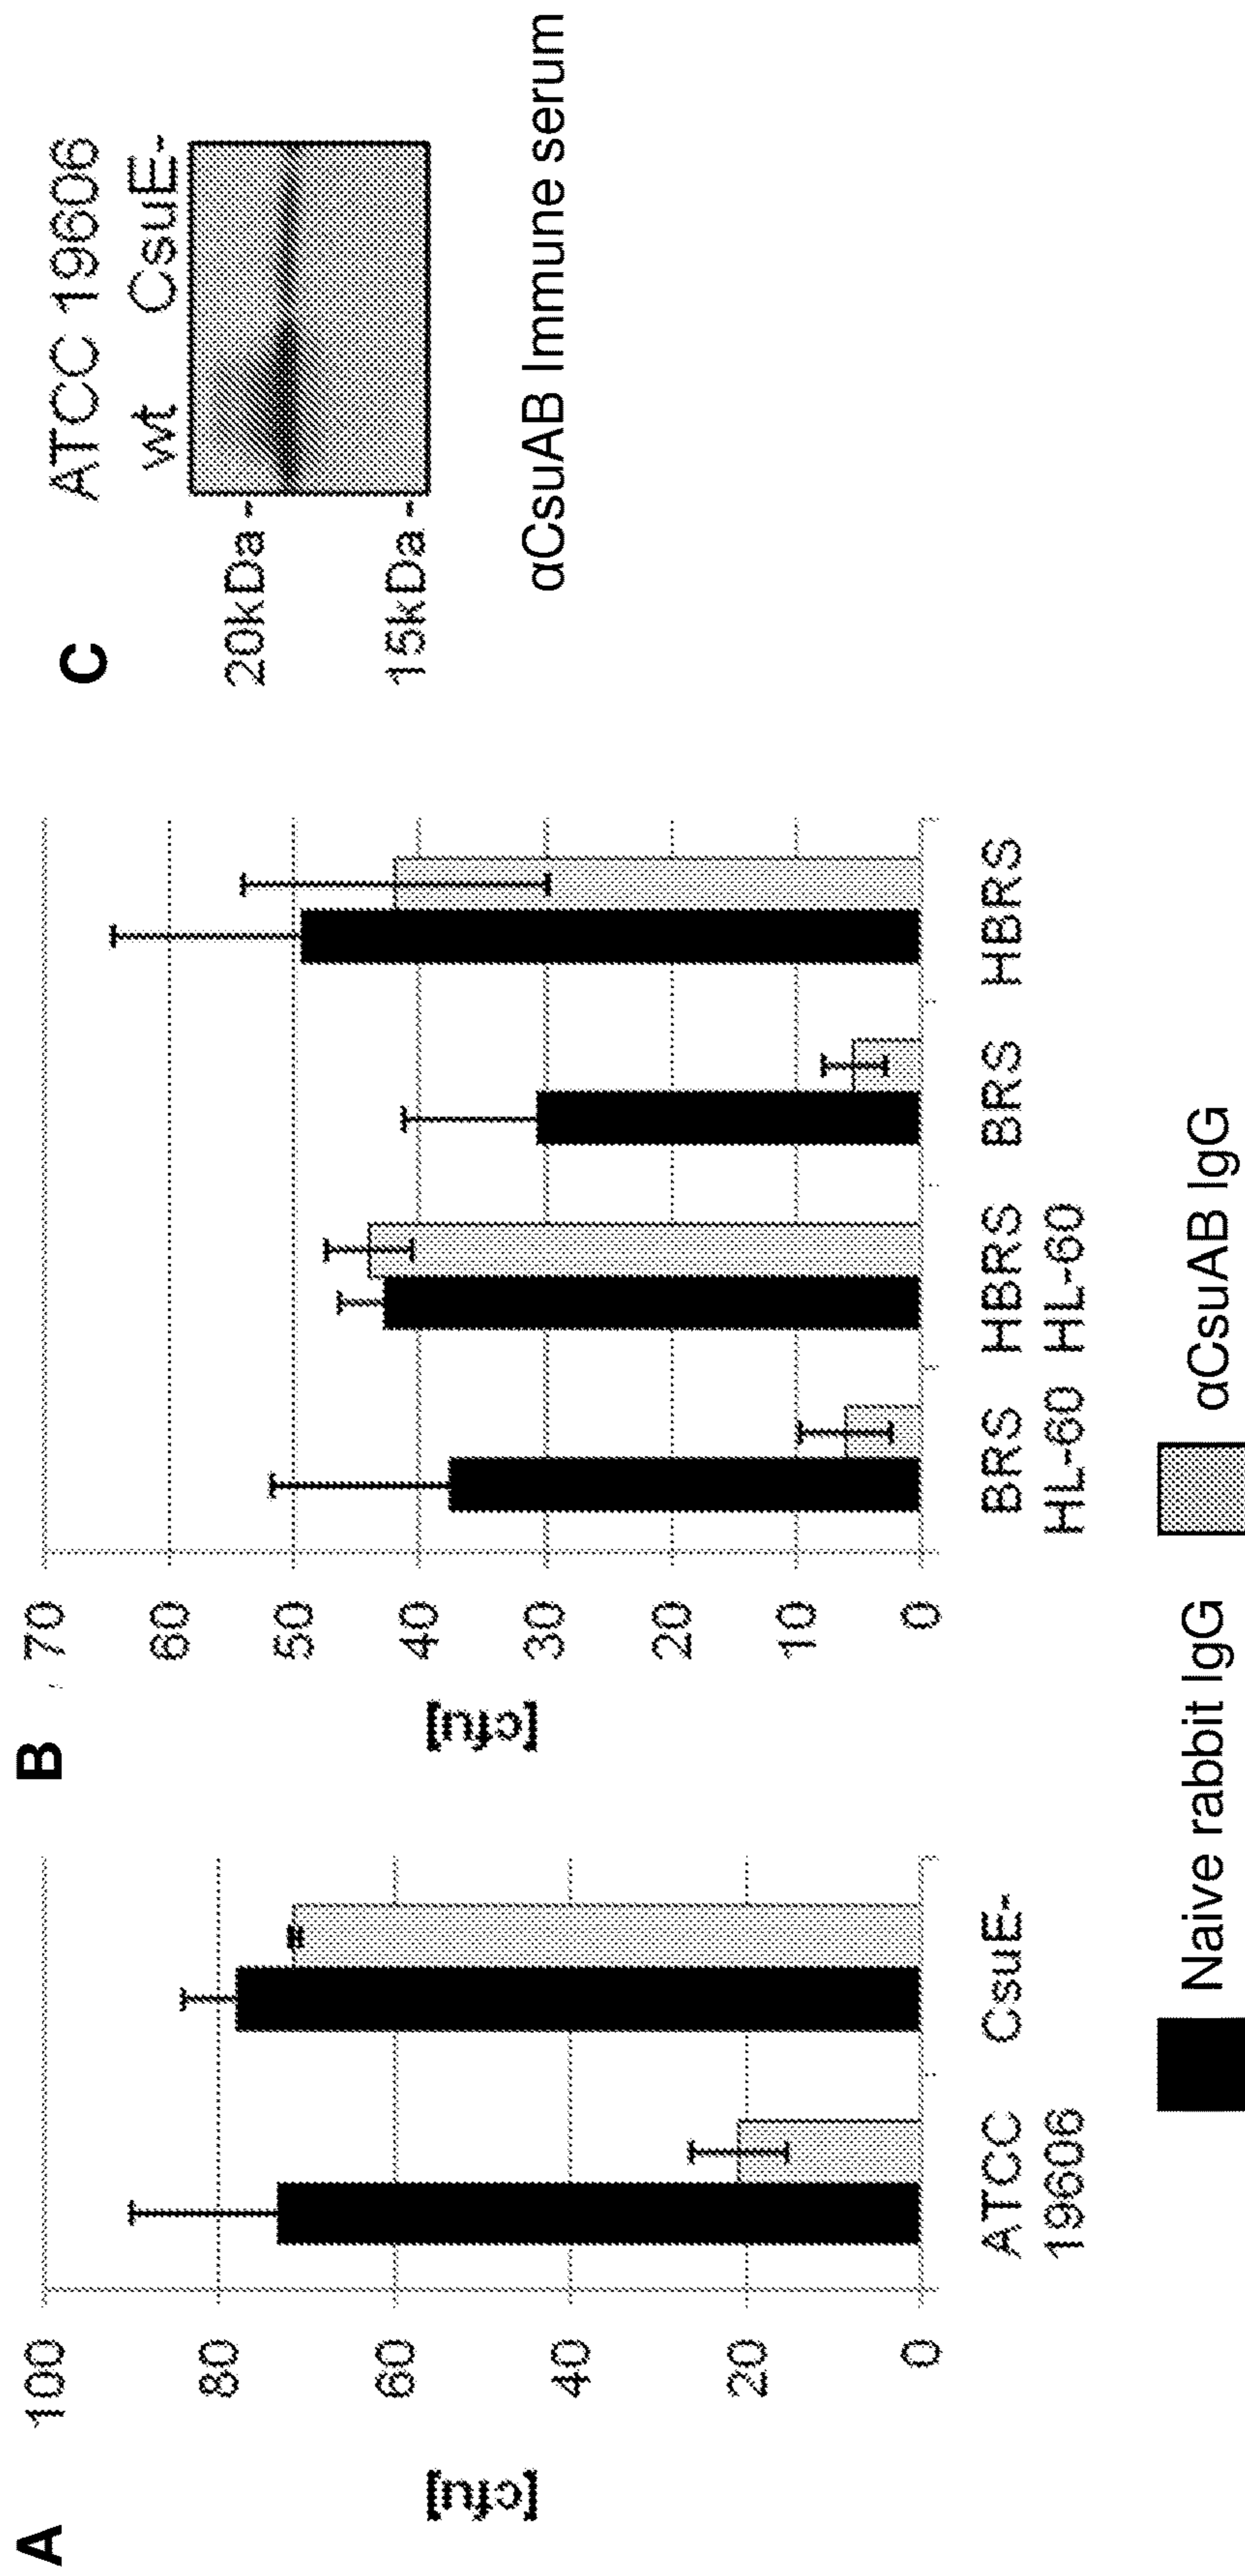 A
[cfu]
100
80
60
40
20
0
ATCC
19606
CsuE-
B
[cfu]
70
60
50
40
30
20
10
0
BRS
HL-60
HBRS
HL-60
BRS
HBRS
Naive rabbit IgG
αCsuAB IgG
C
ATCC 19606
wt CsuE-
20kDa -
15kDa -
αCsuAB Immune serum